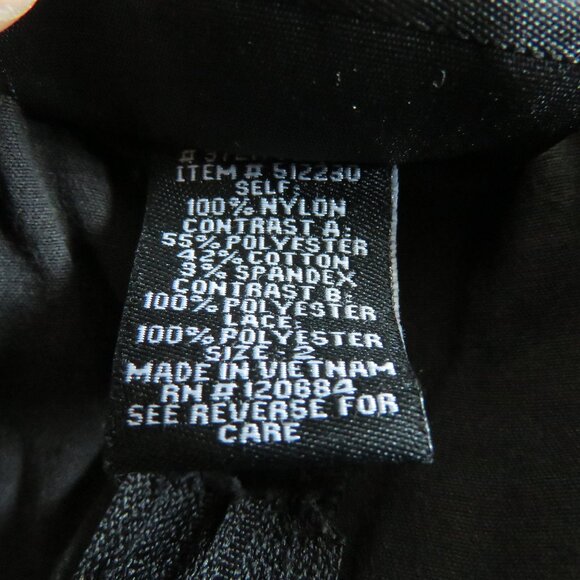 ITEM # 512230
SELF:
100% NYLON
CONTRAST A:
55% POLYESTER
42% COTTON
3% SPANDEX
CONTRAST B:
100% POLYESTER
LACE:
100% POLYESTER
SIZE: 2
MADE IN VIETNAM
RN # 120684
SEE REVERSE FOR
CARE